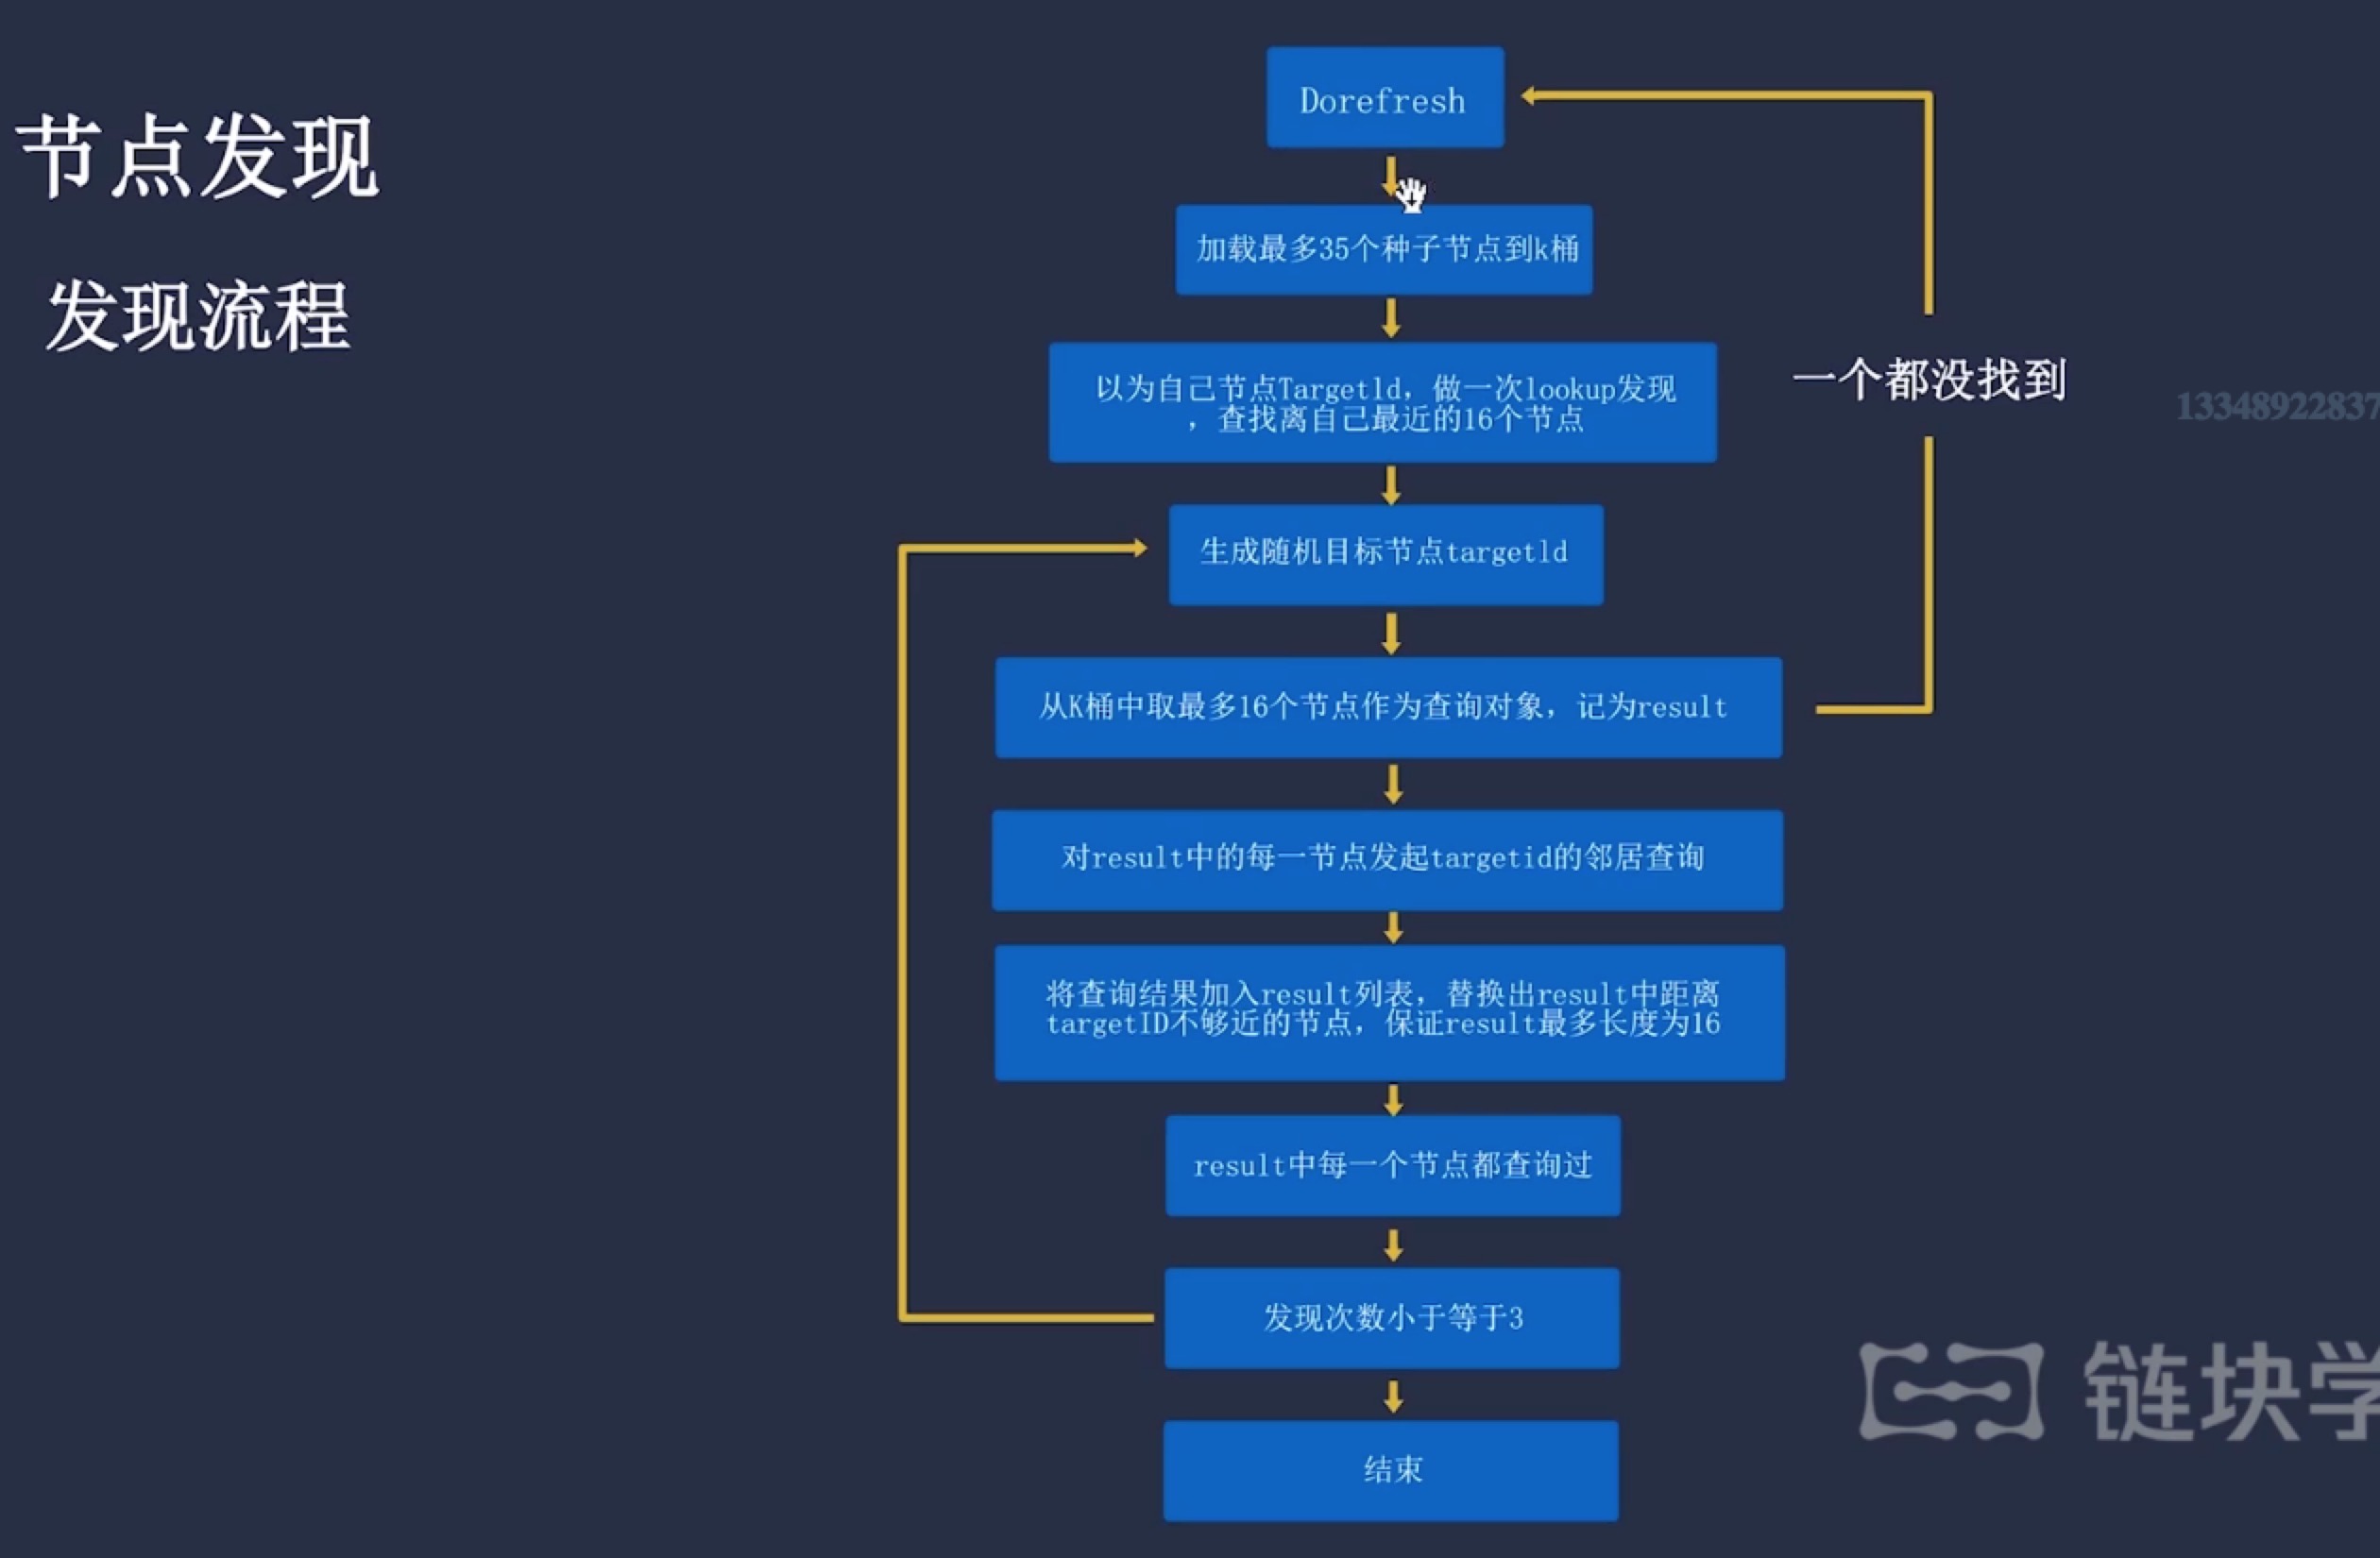 节点发现
发现流程
Dorefresh
加载最多35个种子节点到k桶
以为自己节点Targetld，做一次lookup发现
，查找离自己最近的16个节点
一个都没找到
13348922837
生成随机目标节点targetld
从K桶中取最多16个节点作为查询对象，记为result
对result中的每一节点发起targetid的邻居查询
将查询结果加入result列表，替换出result中距离
targetID不够近的节点，保证result最多长度为16
result中每一个节点都查询过
发现次数小于等于3
结束
链块学